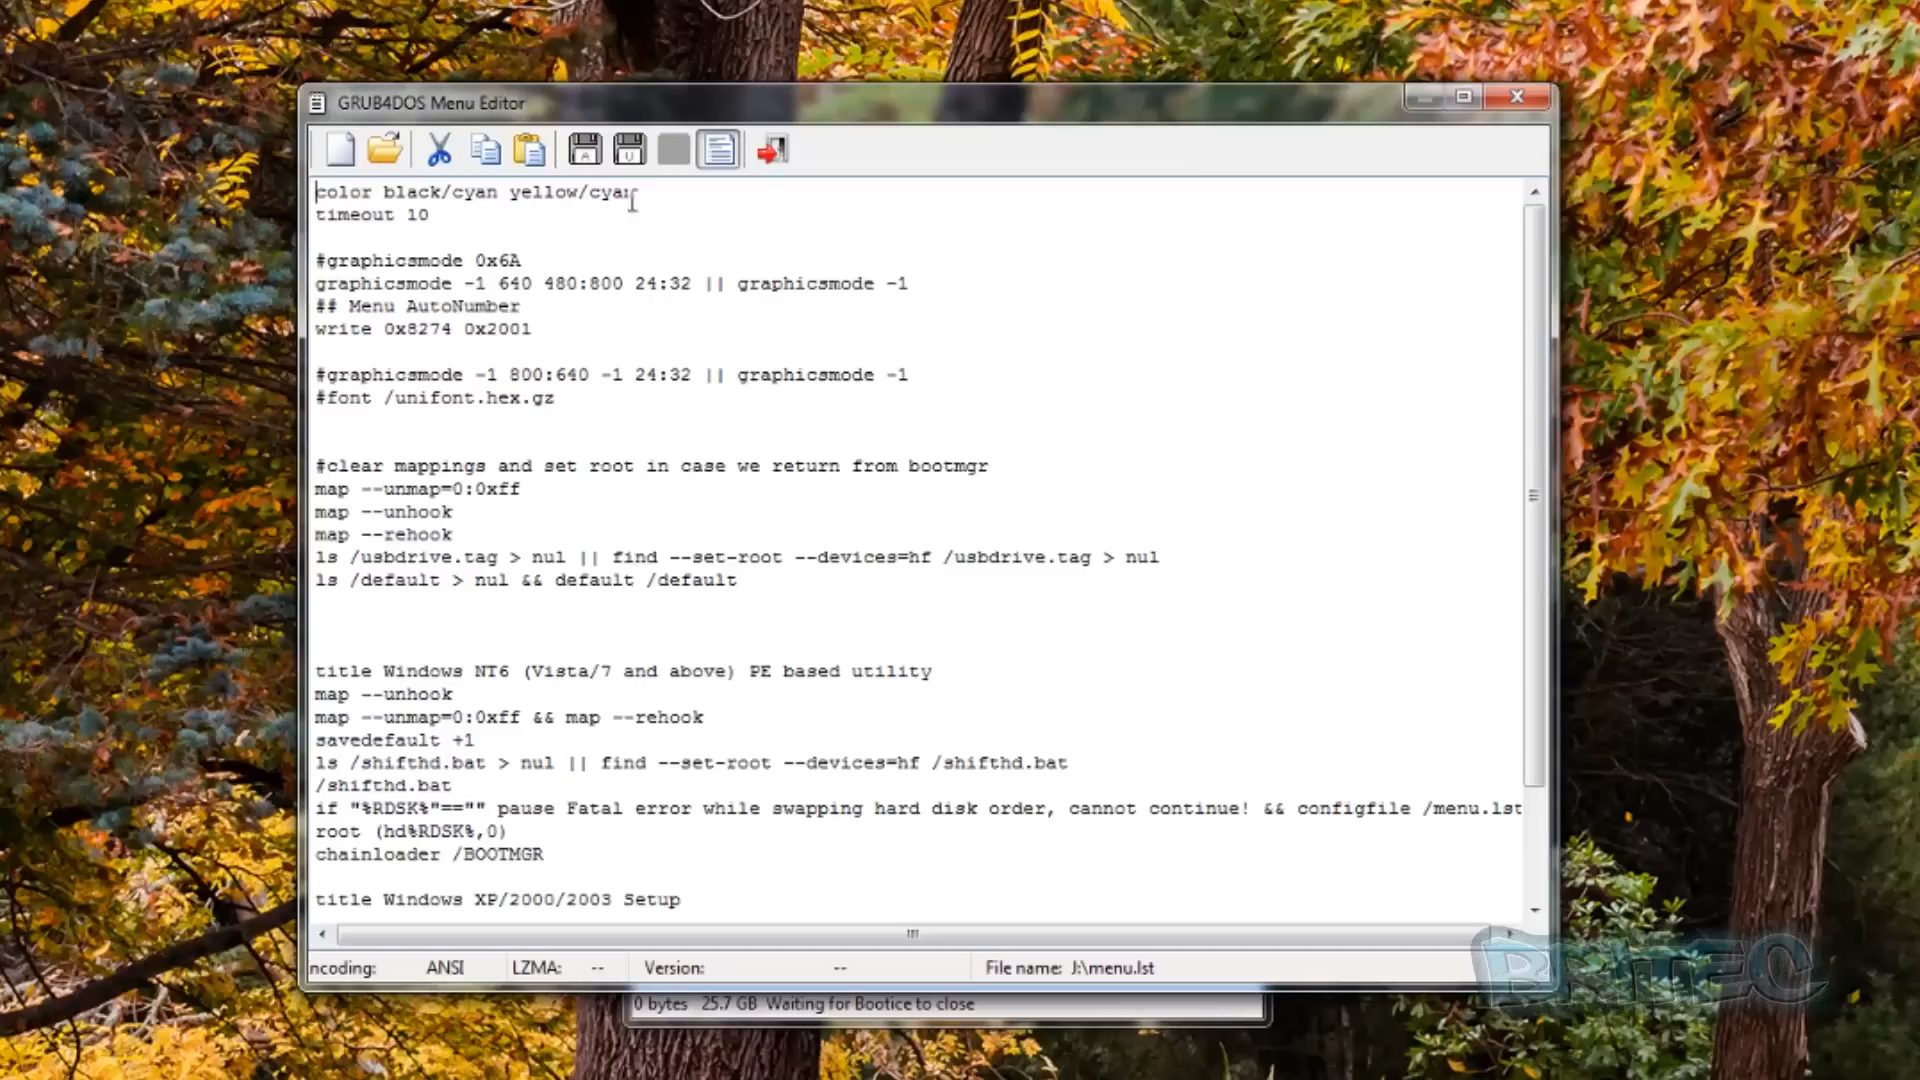 GRUB4DOS Menu Editor
A
U
color black/cyan yellow/cyan
timeout 10
#graphicsmode 0x6A
graphicsmode -1 640 480:800 24:32 || graphicsmode -1
## Menu AutoNumber
write 0x8274 0x2001
#graphicsmode -1 800:640 -1 24:32 || graphicsmode -1
#font /unifont.hex.gz
#clear mappings and set root in case we return from bootmgr
map --unmap=0:0xff
map --unhook
map --rehook
ls /usbdrive.tag > nul || find --set-root --devices=hf /usbdrive.tag > nul
ls /default > nul && default /default
title Windows NT6 (Vista/7 and above) PE based utility
map --unhook
map --unmap=0:0xff && map --rehook
savedefault +1
ls /shifthd.bat > nul || find --set-root --devices=hf /shifthd.bat
/shifthd.bat
if "%RDSK%"=="" pause Fatal error while swapping hard disk order, cannot continue! && configfile /menu.lst
root (hd%RDSK%,0)
chainloader /BOOTMGR
title Windows XP/2000/2003 Setup
ncoding: ANSI LZMA: -- Version: -- File name: J:\menu.lst
BRITEC
0 bytes 25.7 GB Waiting for Bootice to close